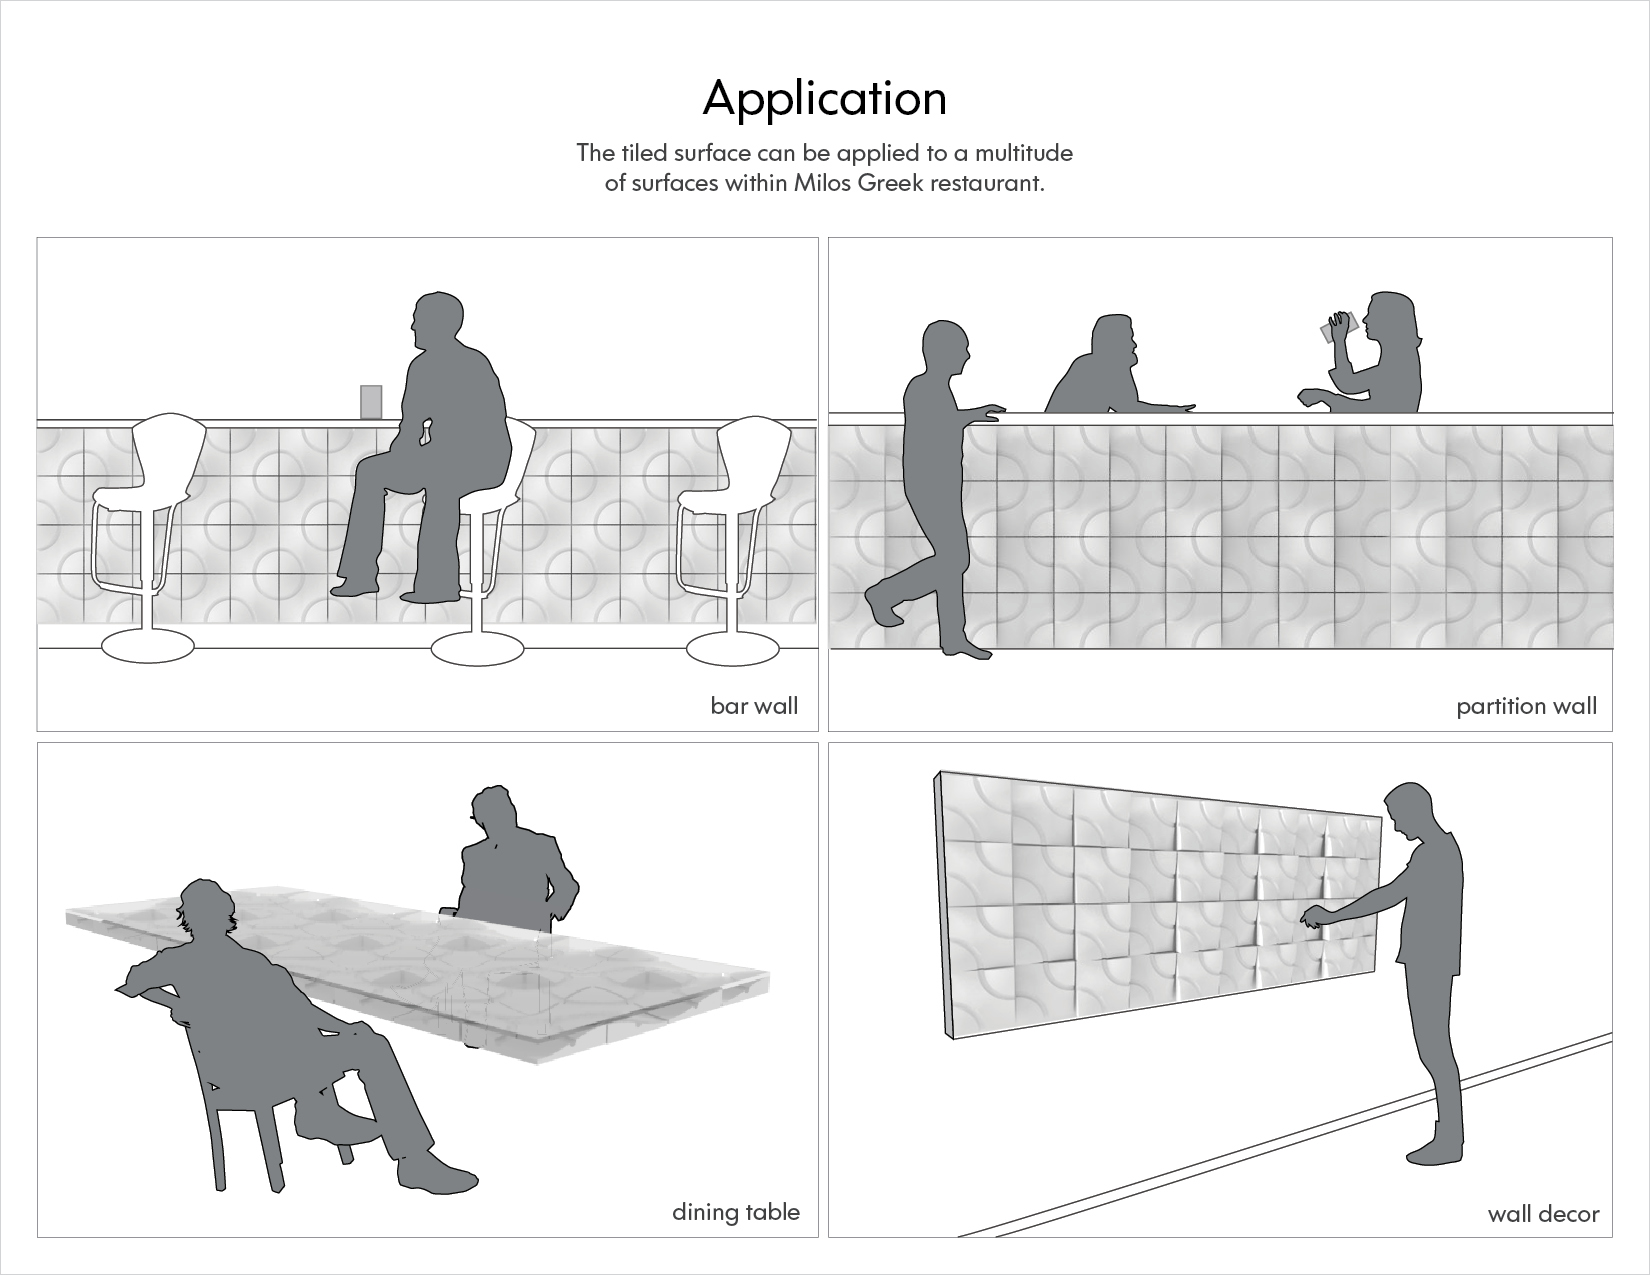 Application
The tiled surface can be applied to a multitude
of surfaces within Milos Greek restaurant.
bar wall
partition wall
dining table
wall decor